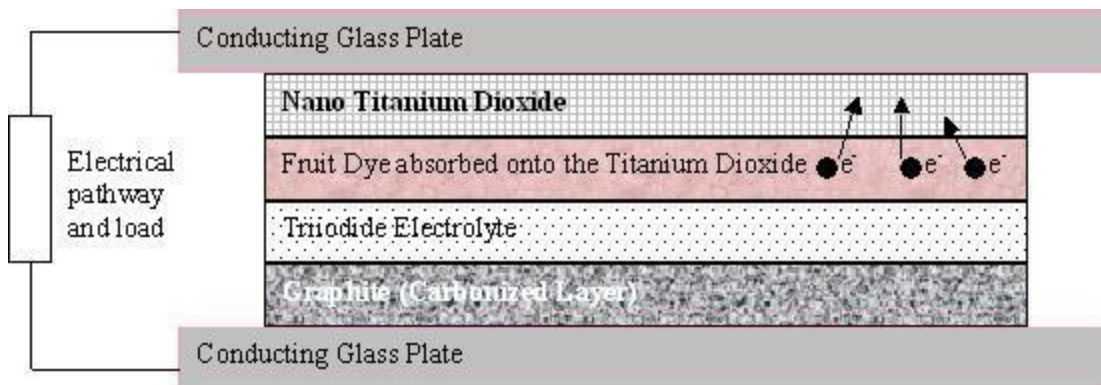 Conducting Glass Plate
Nano Titanium Dioxide
Fruit Dye absorbed onto the Titanium Dioxide e⁻ e⁻ e⁻
Electrical
pathway
and load
Triiodide Electrolyte
Graphite (Carbonized Layer)
Conducting Glass Plate